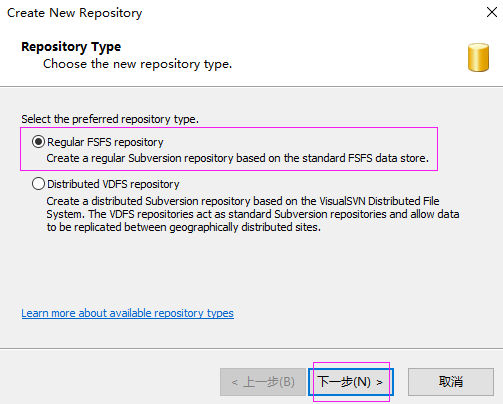 Create New Repository
Repository Type
Choose the new repository type.
Select the preferred repository type.
Regular FSFS repository
Create a regular Subversion repository based on the standard FSFS data store.
Distributed VDFS repository
Create a distributed Subversion repository based on the VisualSVN Distributed File
System. The VDFS repositories act as standard Subversion repositories and allow data
to be replicated between geographically distributed sites.
Learn more about available repository types
< 上一步(B)
下一步(N) >
取消